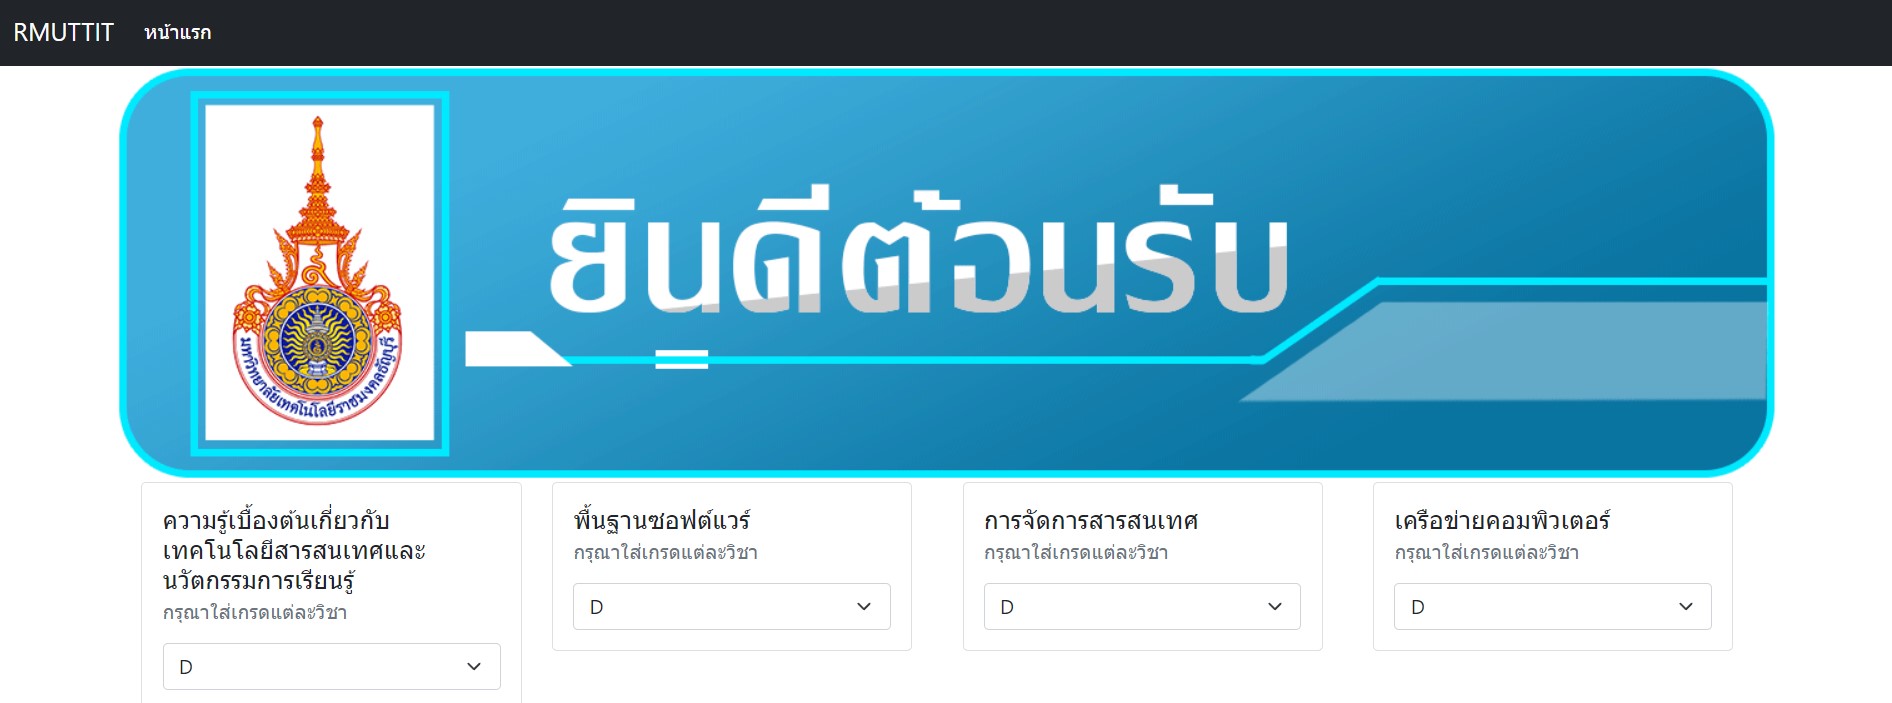 RMUTTIT หน้าแรก
ยินดีต้อนรับ
มหาวิทยาลัยเทคโนโลยีราชมงคลธัญบุรี
ความรู้เบื้องต้นเกี่ยวกับ
เทคโนโลยีสารสนเทศและ
นวัตกรรมการเรียนรู้
กรุณาใส่เกรดแต่ละวิชา
D
พื้นฐานซอฟต์แวร์
กรุณาใส่เกรดแต่ละวิชา
D
การจัดการสารสนเทศ
กรุณาใส่เกรดแต่ละวิชา
D
เครือข่ายคอมพิวเตอร์
กรุณาใส่เกรดแต่ละวิชา
D